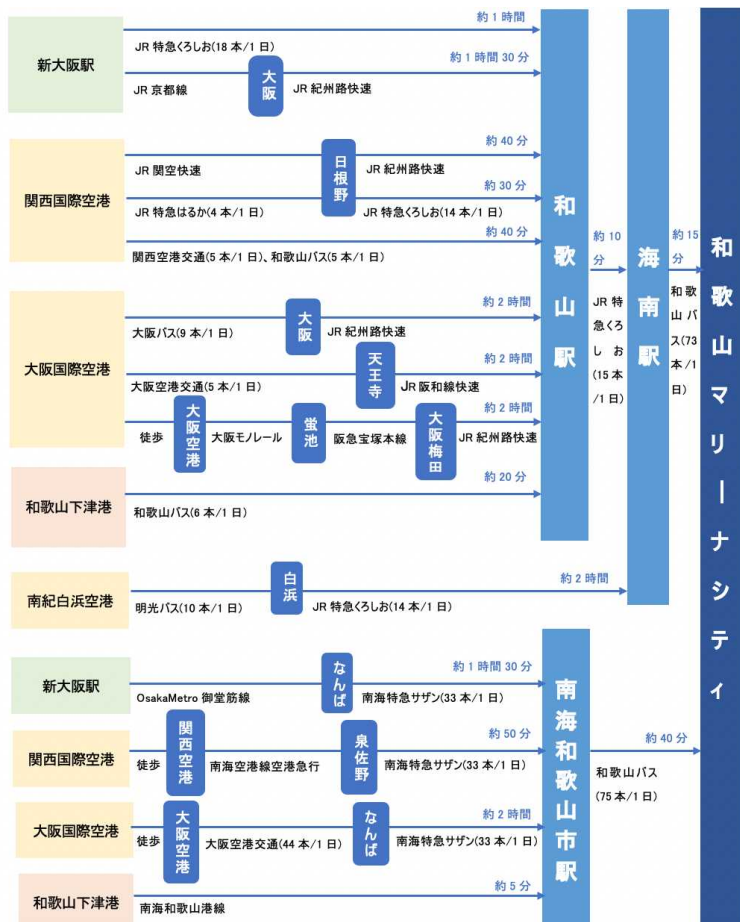 約1時間
新大阪駅
JR 特急くろしお(18 本/1 日)
約 1 時間 30 分
JR 京都線
大阪
JR 紀州路快速
関西国際空港
約 40 分
JR 関空快速
日根野
JR 紀州路快速
約 30 分
JR 特急はるか(4 本/1 日)
JR 特急くろしお(14 本/1 日)
約 40 分
関西空港交通(5 本/1 日)、和歌山バス(5 本/1 日)
大阪国際空港
約 2 時間
大阪バス(9 本/1 日)
大阪
JR 紀州路快速
約 2 時間
大阪空港交通(5 本/1 日)
天王寺
JR 阪和線快速
約 2 時間
徒歩
大阪空港
大阪モノレール
蛍池
阪急宝塚本線
大阪梅田
JR 紀州路快速
和歌山下津港
約 20 分
和歌山バス(6 本/1 日)
和歌山駅
約 10
分
JR 特
急くろ
しお
(15 本
/1 日)
海南駅
約 15
分
和歌
山バ
ス(73
本/1
日)
和歌山マリーナシティ
南紀白浜空港
明光バス(10 本/1 日)
白浜
JR 特急くろしお(14 本/1 日)
約 2 時間
新大阪駅
OsakaMetro 御堂筋線
なんば
約 1 時間 30 分
南海特急サザン(33 本/1 日)
関西国際空港
徒歩
関西空港
南海空港線空港急行
泉佐野
約 50 分
南海特急サザン(33 本/1 日)
大阪国際空港
徒歩
大阪空港
大阪空港交通(44 本/1 日)
なんば
約 2 時間
南海特急サザン(33 本/1 日)
和歌山下津港
約 5 分
南海和歌山港線
南海和歌山市駅
約 40 分
和歌山バス
(75 本/1 日)